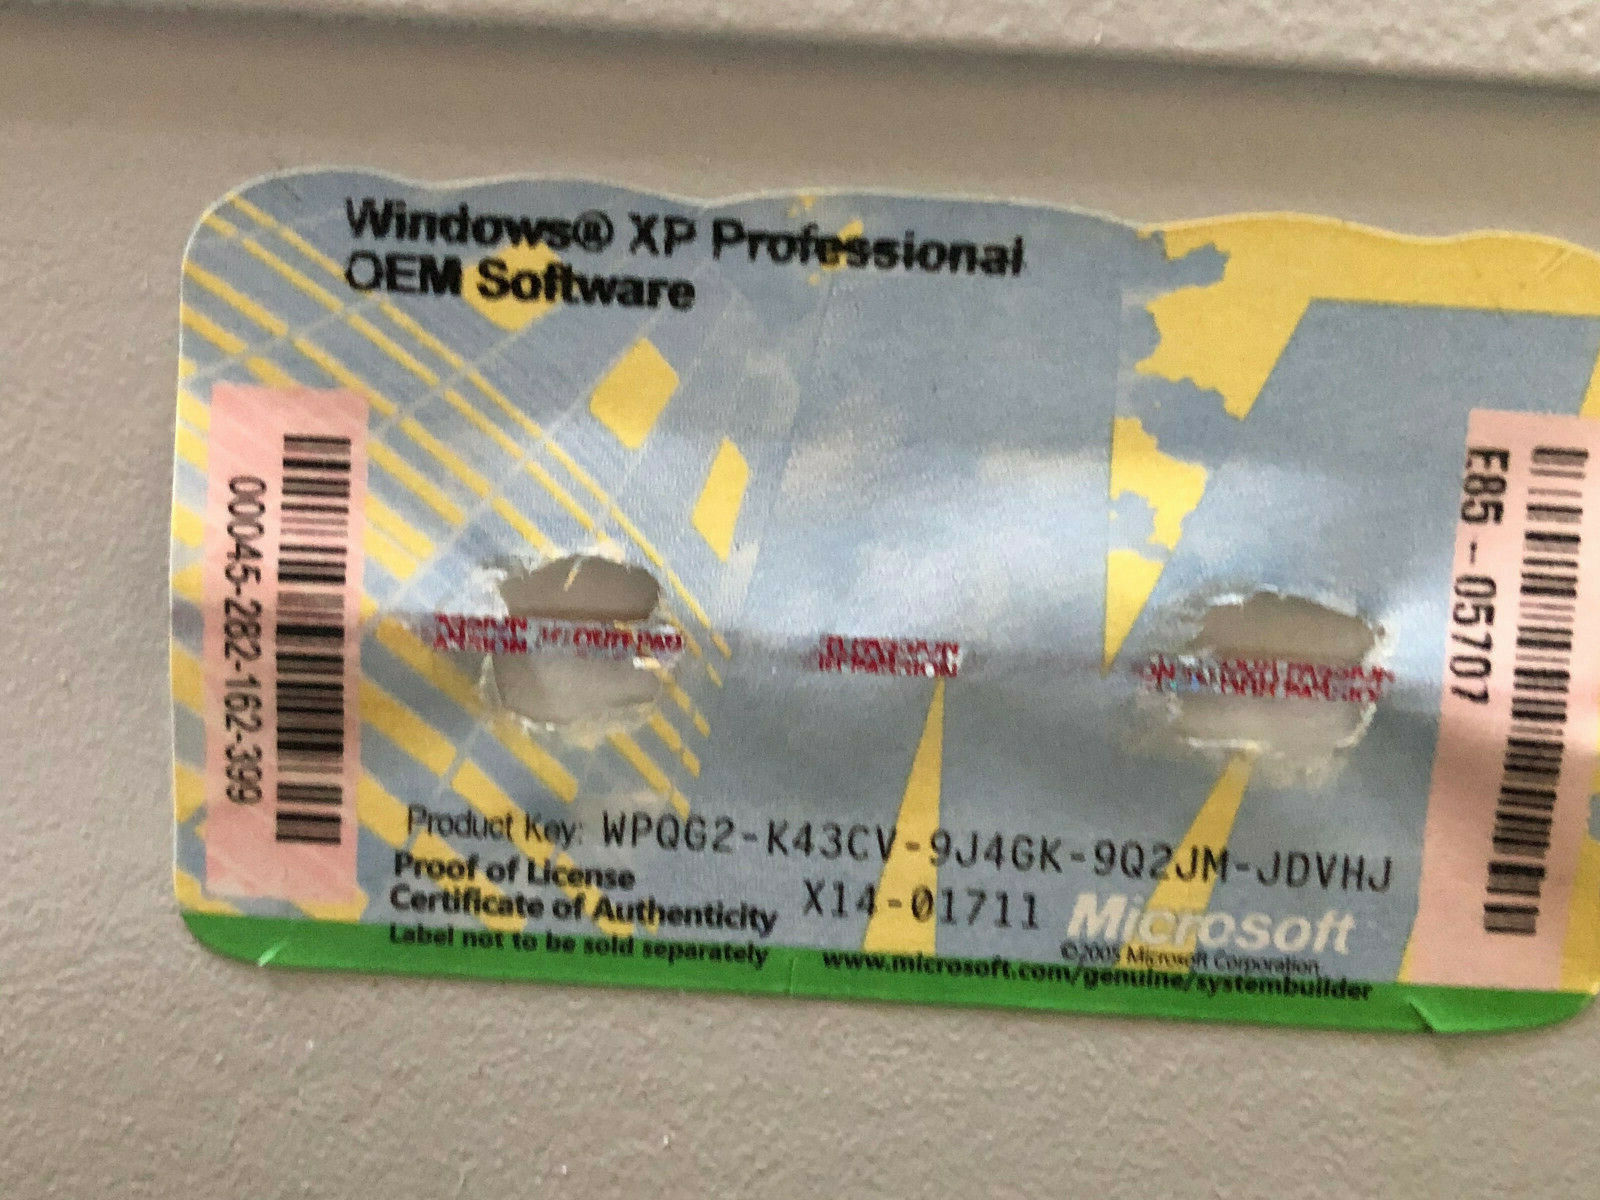 Windows® XP Professional
OEM Software
00045-282-162-399
E85-05707
Product Key: WPQG2-K43CV-9J4GK-9Q2JM-JDVHJ
Proof of License
Certificate of Authenticity
X14-01711
Microsoft
©2005 Microsoft Corporation
Label not to be sold separately
www.microsoft.com/genuine/systembuilder